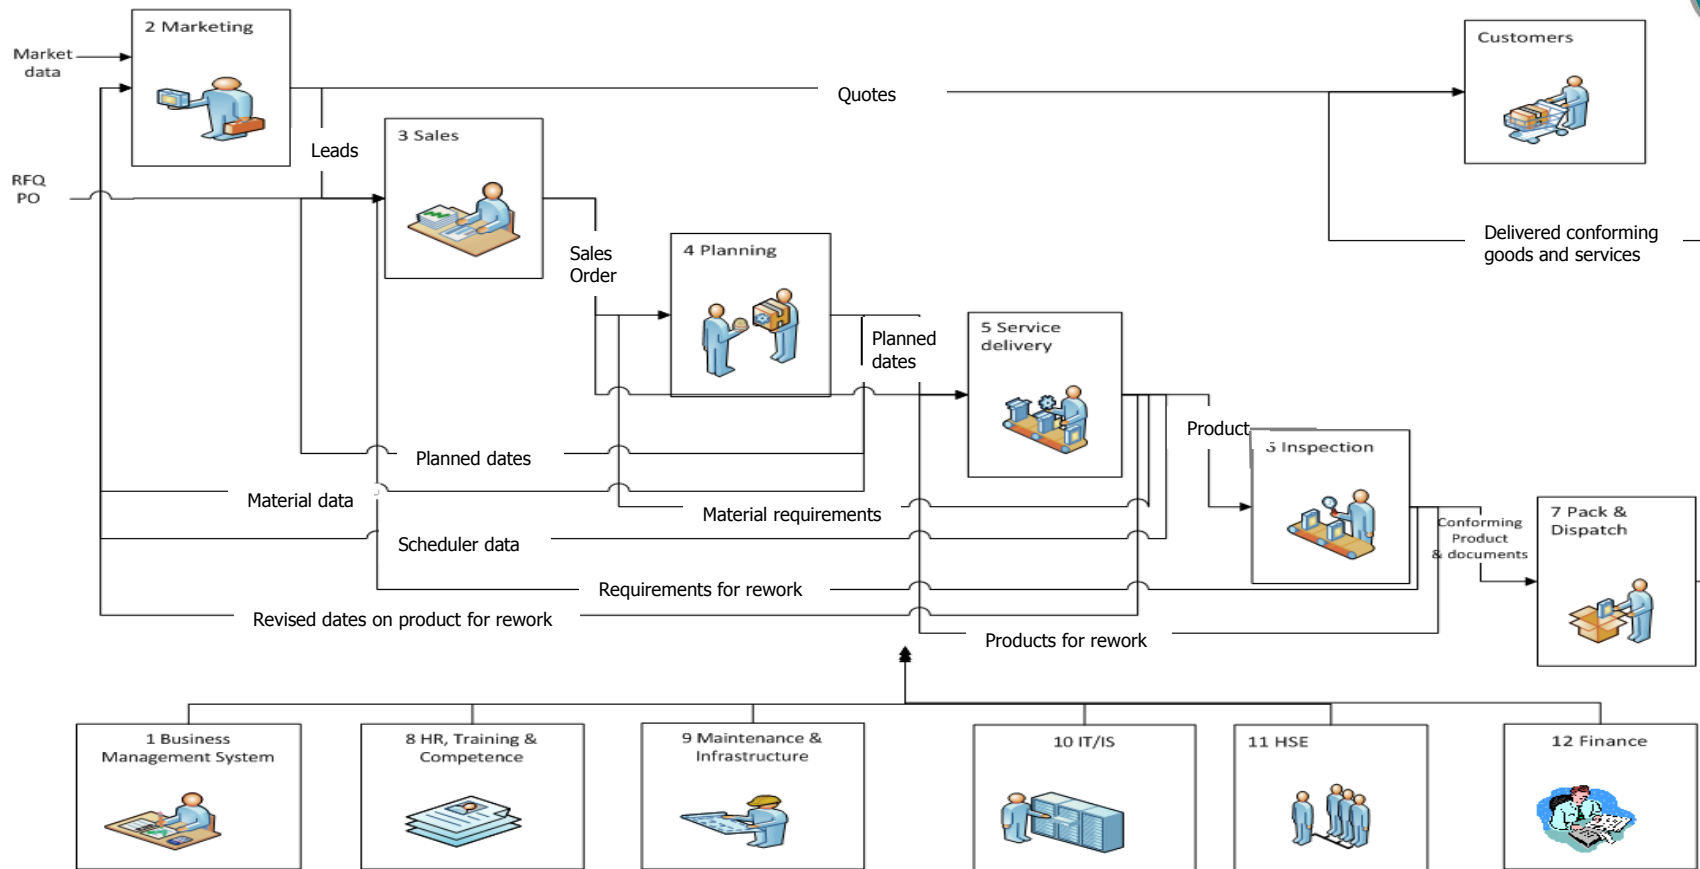 2 Marketing
Market
data
Customers
Quotes
3 Sales
Leads
RFQ
PO
Delivered conforming
goods and services
Sales
Order
4 Planning
5 Service
delivery
Planned
dates
Product
Inspection
Planned dates
Material data
Material requirements
7 Pack &
Dispatch
Conforming
Product
& documents
Scheduler data
Requirements for rework
Revised dates on product for rework
Products for rework
1 Business
Management System
8 HR, Training &
Competence
9 Maintenance &
Infrastructure
10 IT/IS
11 HSE
12 Finance